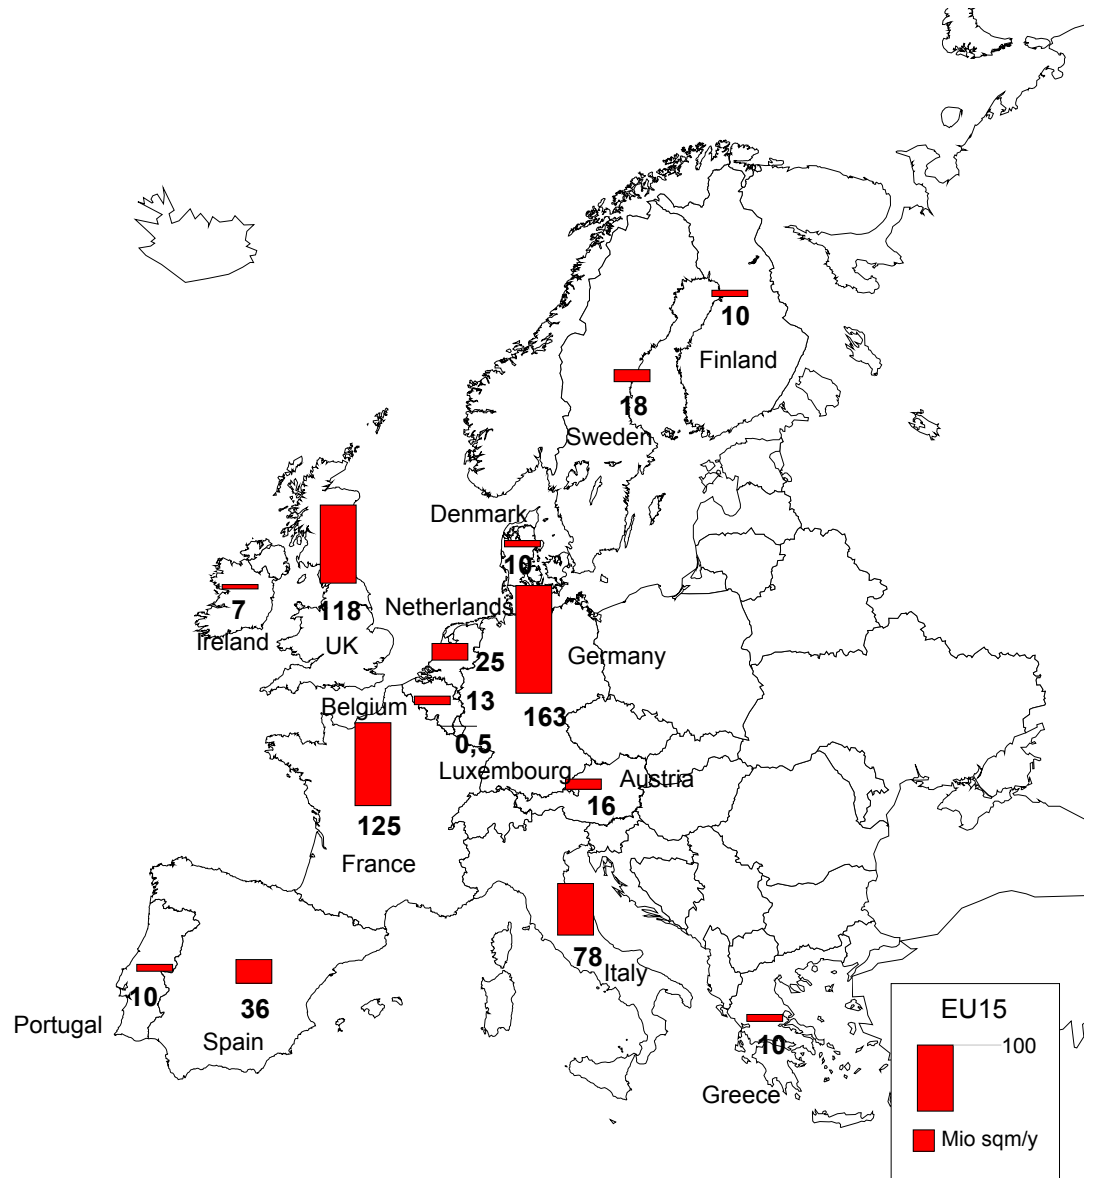 10
Finland
18
Sweden
Denmark
10
7
Ireland
118
UK
Netherlands
25
Germany
163
Belgium
13
0,5
Luxembourg
Austria
16
125
France
78
Italy
10
Portugal
36
Spain
10
Greece
EU15
100
Mio sqm/y